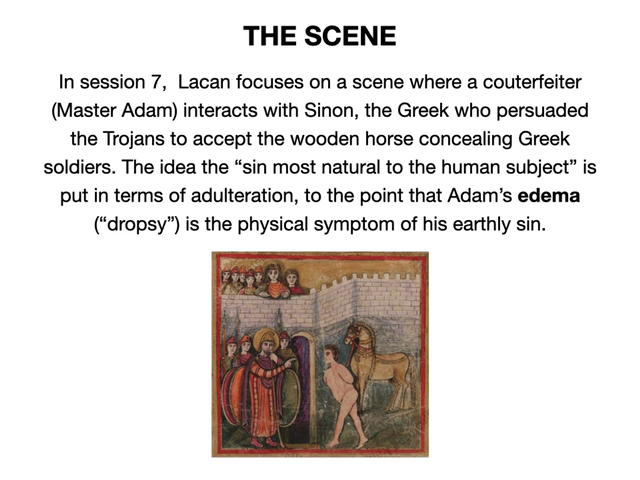 THE SCENE
In session 7,  Lacan focuses on a scene where a couterfeiter
(Master Adam) interacts with Sinon, the Greek who persuaded
the Trojans to accept the wooden horse concealing Greek
soldiers. The idea the “sin most natural to the human subject” is
put in terms of adulteration, to the point that Adam’s edema
(“dropsy”) is the physical symptom of his earthly sin.